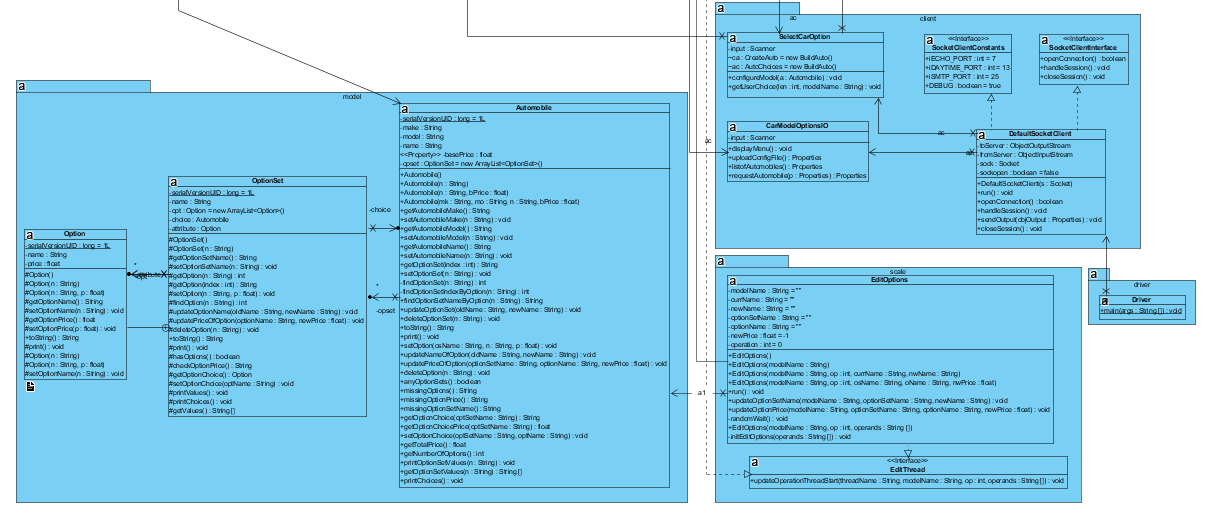 model
Option
-serialVersionUID : long = 1L
-name : String
-price : float
#Option()
#Option(n : String)
#Option(n : String, p : float)
#getOptionName() : String
#setOptionName(n : String) : void
#getOptionPrice() : float
#setOptionPrice(p : float) : void
+toString() : String
#print() : void
#Option(n : String)
#Option(n : String, p : float)
#setOptionName(n : String) : void
OptionSet
-serialVersionUID : long = 1L
-name : String
-opt : Option = new ArrayList<Option>()
-choice : Automobile
-attribute : Option
#OptionSet()
#OptionSet(n : String)
#getOptionSetName() : String
#setOptionSetName(n : String) : void
#getOption(n : String) : int
#getOption(index : int) : String
#setOption(n : String, p : float) : void
#findOption(n : String) : int
#updateOptionName(oldName : String, newName : String) : void
#updatePriceOfOption(optionName : String, newPrice : float) : void
#deleteOption(n : String) : void
+toString() : String
#print() : void
#hasOptions() : boolean
#checkOptionPrice() : String
#getOptionChoice() : Option
#setOptionChoice(optName : String) : void
#printValues() : void
#printChoices() : void
#getValues() : String[]
-choice
*
-opset
*
Automobile
-serialVersionUID : long = 1L
-make : String
-model : String
-name : String
<<Property>> -basePrice : float
-opset : OptionSet = new ArrayList<OptionSet>()
+Automobile()
+Automobile(n : String)
+Automobile(n : String, bPrice : float)
+Automobile(mk : String, mo : String, n : String, bPrice : float)
+getAutomobileMake() : String
+setAutomobileMake(n : String) : void
+getAutomobileModel() : String
+setAutomobileModel(n : String) : void
+getAutomobileName() : String
+setAutomobileName(n : String) : void
+getOptionSet(index : int) : String
+setOptionSet(n : String) : void
-findOptionSet(n : String) : int
-findOptionSetIndexByOption(n : String) : int
+findOptionSetNameByOption(n : String) : String
+updateOptionSet(oldName : String, newName : String) : void
+deleteOptionSet(n : String) : void
+toString() : String
+print() : void
+setOption(osName : String, n : String, p : float) : void
+updateNameOfOption(oldName : String, newName : String) : void
+updatePriceOfOption(optionSetName : String, optionName : String, newPrice : float) : void
+deleteOption(n : String) : void
+anyOptionSets() : boolean
+missingOptions() : String
+missingOptionPrice() : String
+missingOptionSetName() : String
+getOptionChoice(optSetName : String) : String
+getOptionChoicePrice(optSetName : String) : float
+setOptionChoice(optSetName : String, optName : String) : void
+getTotalPrice() : float
+getNumberOfOptions() : int
+printOptionSetValues(n : String) : void
+getOptionSetValues(n : String) : String[]
+printChoices() : void
client
ac
SelectCarOption
-input : Scanner
~ca : CreateAuto = new BuildAuto()
~ac : AutoChoices = new BuildAuto()
+configureModel(a : Automobile) : void
+getUserChoice(len : int, modelName : String) : int
<<Interface>>
SocketClientConstants
+iECHO_PORT : int = 7
+iDAYTIME_PORT : int = 13
+iSMTP_PORT : int = 25
+DEBUG : boolean = true
<<Interface>>
SocketClientInterface
+openConnection() : boolean
+handleSession() : void
+closeSession() : void
CarModelOptionsIO
-input : Scanner
+displayMenu() : void
+uploadConfigFile() : Properties
+listofAutomobiles() : Properties
+requestAutomobile(p : Properties) : Properties
ac
DefaultSocketClient
-toServer : ObjectOutputStream
-fromServer : ObjectInputStream
-sock : Socket
-sockopen : boolean = false
+DefaultSocketClient(s : Socket)
+run() : void
+openConnection() : boolean
+handleSession() : void
+sendOutput(objOutput : Properties) : void
+closeSession() : void
driver
Driver
+main(args : String[]) : void
scale
EditOptions
-modelName : String = ""
-currName : String = ""
-newName : String = ""
-optionSetName : String = ""
-optionName : String = ""
-newPrice : float = -1
-operation : int = 0
+EditOptions()
+EditOptions(modelName : String)
+EditOptions(modelName : String, op : int, currName : String, nwName : String)
+EditOptions(modelName : String, op : int, osName : String, oName : String, nwPrice : float)
+run() : void
+updateOptionSetName(modelName : String, optionSetName : String, newName : String) : void
+updateOptionPrice(modelName : String, optionSetName : String, optionName : String, newPrice : float) : void
-randomWait() : void
+EditOptions(modelName : String, op : int, operands : String[])
-initEditOptions(operands : String[]) : void
a1
<<Interface>>
EditThread
+updateOperationThreadStart(threadName : String, modelName : String, op : int, operands : String[]) : void